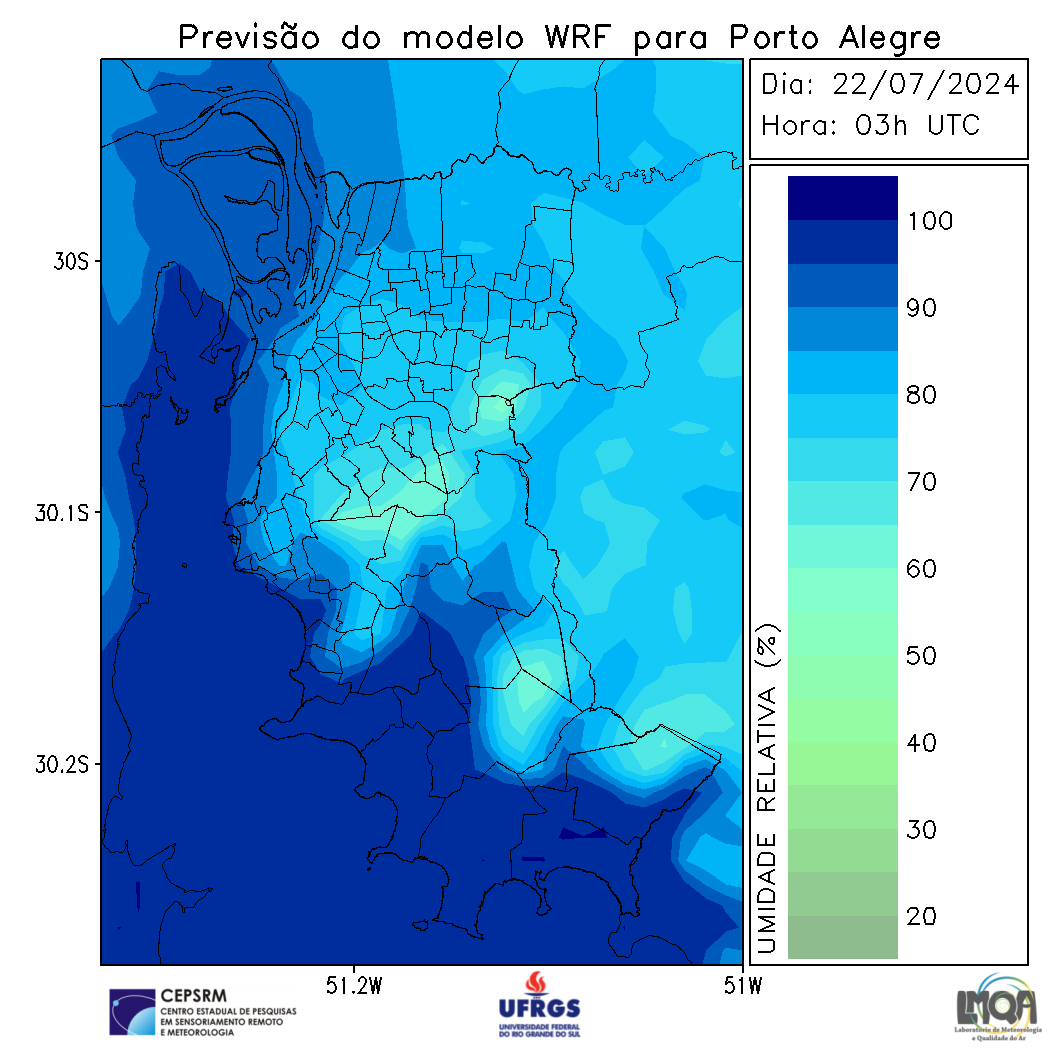 Previsão do modelo WRF para Porto Alegre
Dia: 22/07/2024
Hora: 03h UTC
30S
30.1S
30.2S
51.2W
51W
UMIDADE RELATIVA (%)
100
90
80
70
60
50
40
30
20
CEPSRM
CENTRO ESTADUAL DE PESQUISAS
EM SENSORIAMENTO REMOTO
E METEOROLOGIA
UFRGS
UNIVERSIDADE FEDERAL
DO RIO GRANDE DO SUL
LMQA
Laboratório de Meteorologia
e Qualidade do Ar